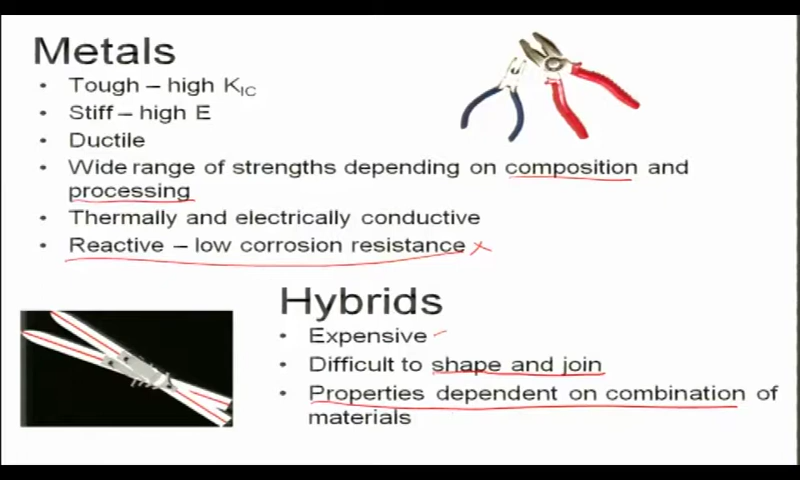 Metals
• Tough – high KIC
• Stiff – high E
• Ductile
• Wide range of strengths depending on composition and
processing
• Thermally and electrically conductive
• Reactive – low corrosion resistance
Hybrids
• Expensive
• Difficult to shape and join
• Properties dependent on combination of
materials